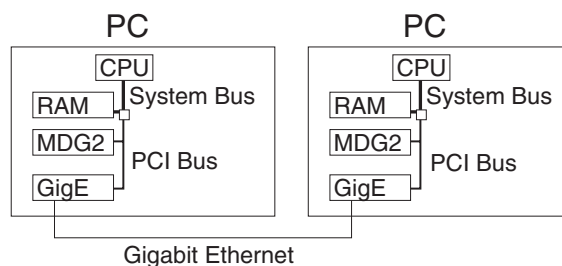 PC
CPU
System Bus
RAM
MDG2
PCI Bus
GigE
PC
CPU
System Bus
RAM
MDG2
PCI Bus
GigE
Gigabit Ethernet